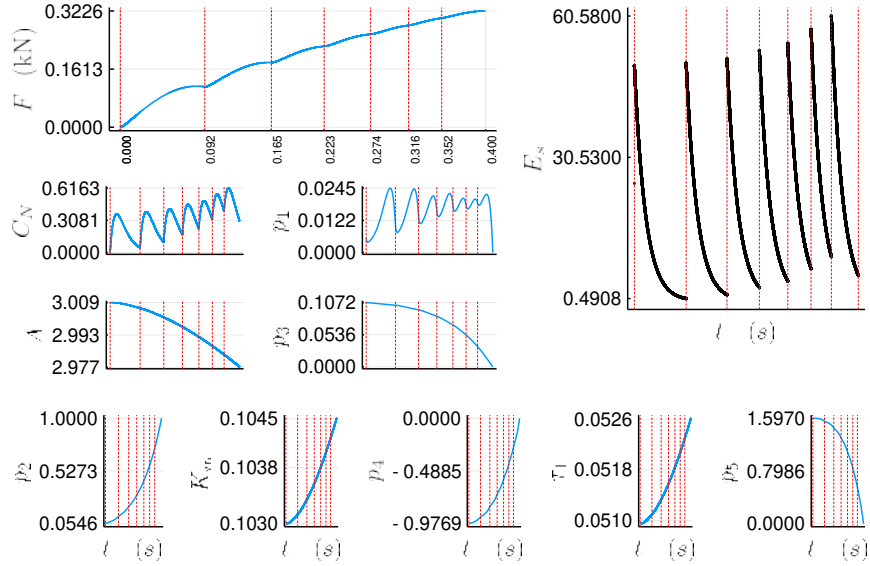 F (kN)
0.3226
0.1613
0.0000
0.000
0.092
0.165
0.223
0.274
0.316
0.352
0.400
E_s
60.5800
30.5300
0.4908
t (s)
C_N
0.6163
0.3081
0.0000
p_1
0.0245
0.0122
0.0000
A
3.009
2.993
2.977
p_3
0.1072
0.0536
0.0000
p_2
1.0000
0.5273
0.0546
t (s)
K_m
0.1045
0.1038
0.1030
t (s)
p_4
0.0000
- 0.4885
- 0.9769
t (s)
τ_1
0.0526
0.0518
0.0510
t (s)
p_5
1.5970
0.7986
0.0000
t (s)